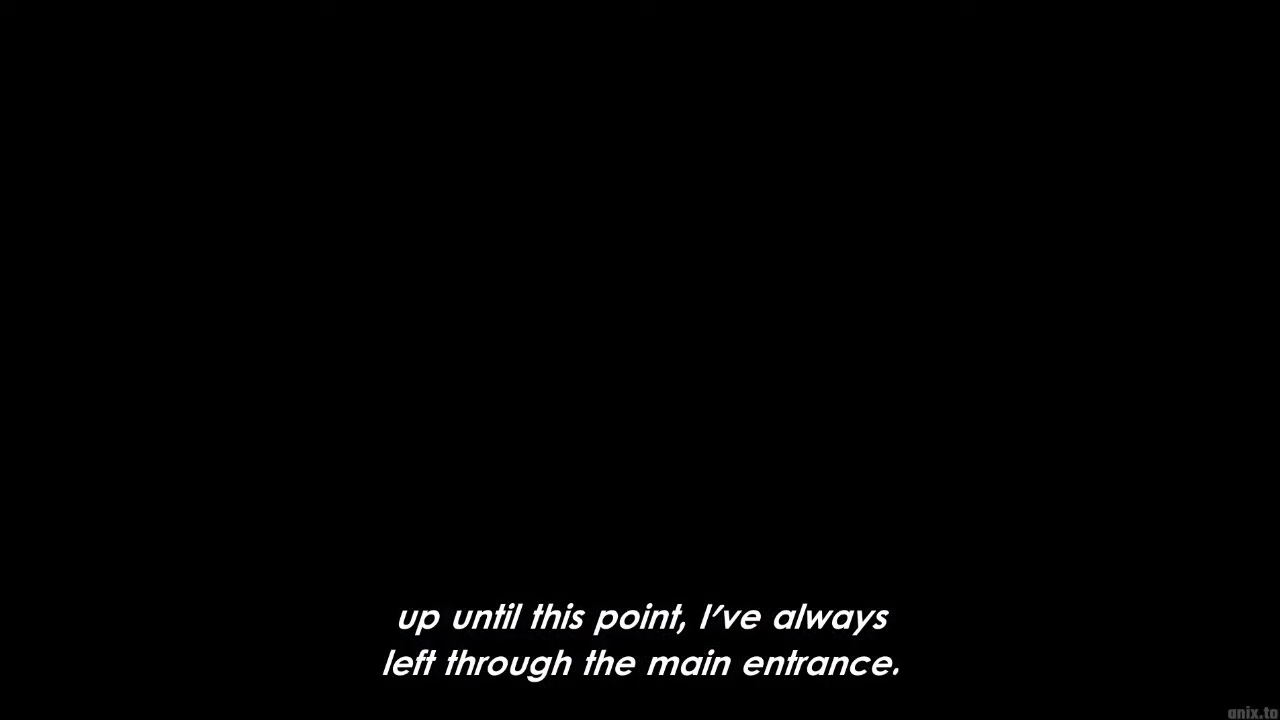 up until this point, I've always
left through the main entrance.
anix.to